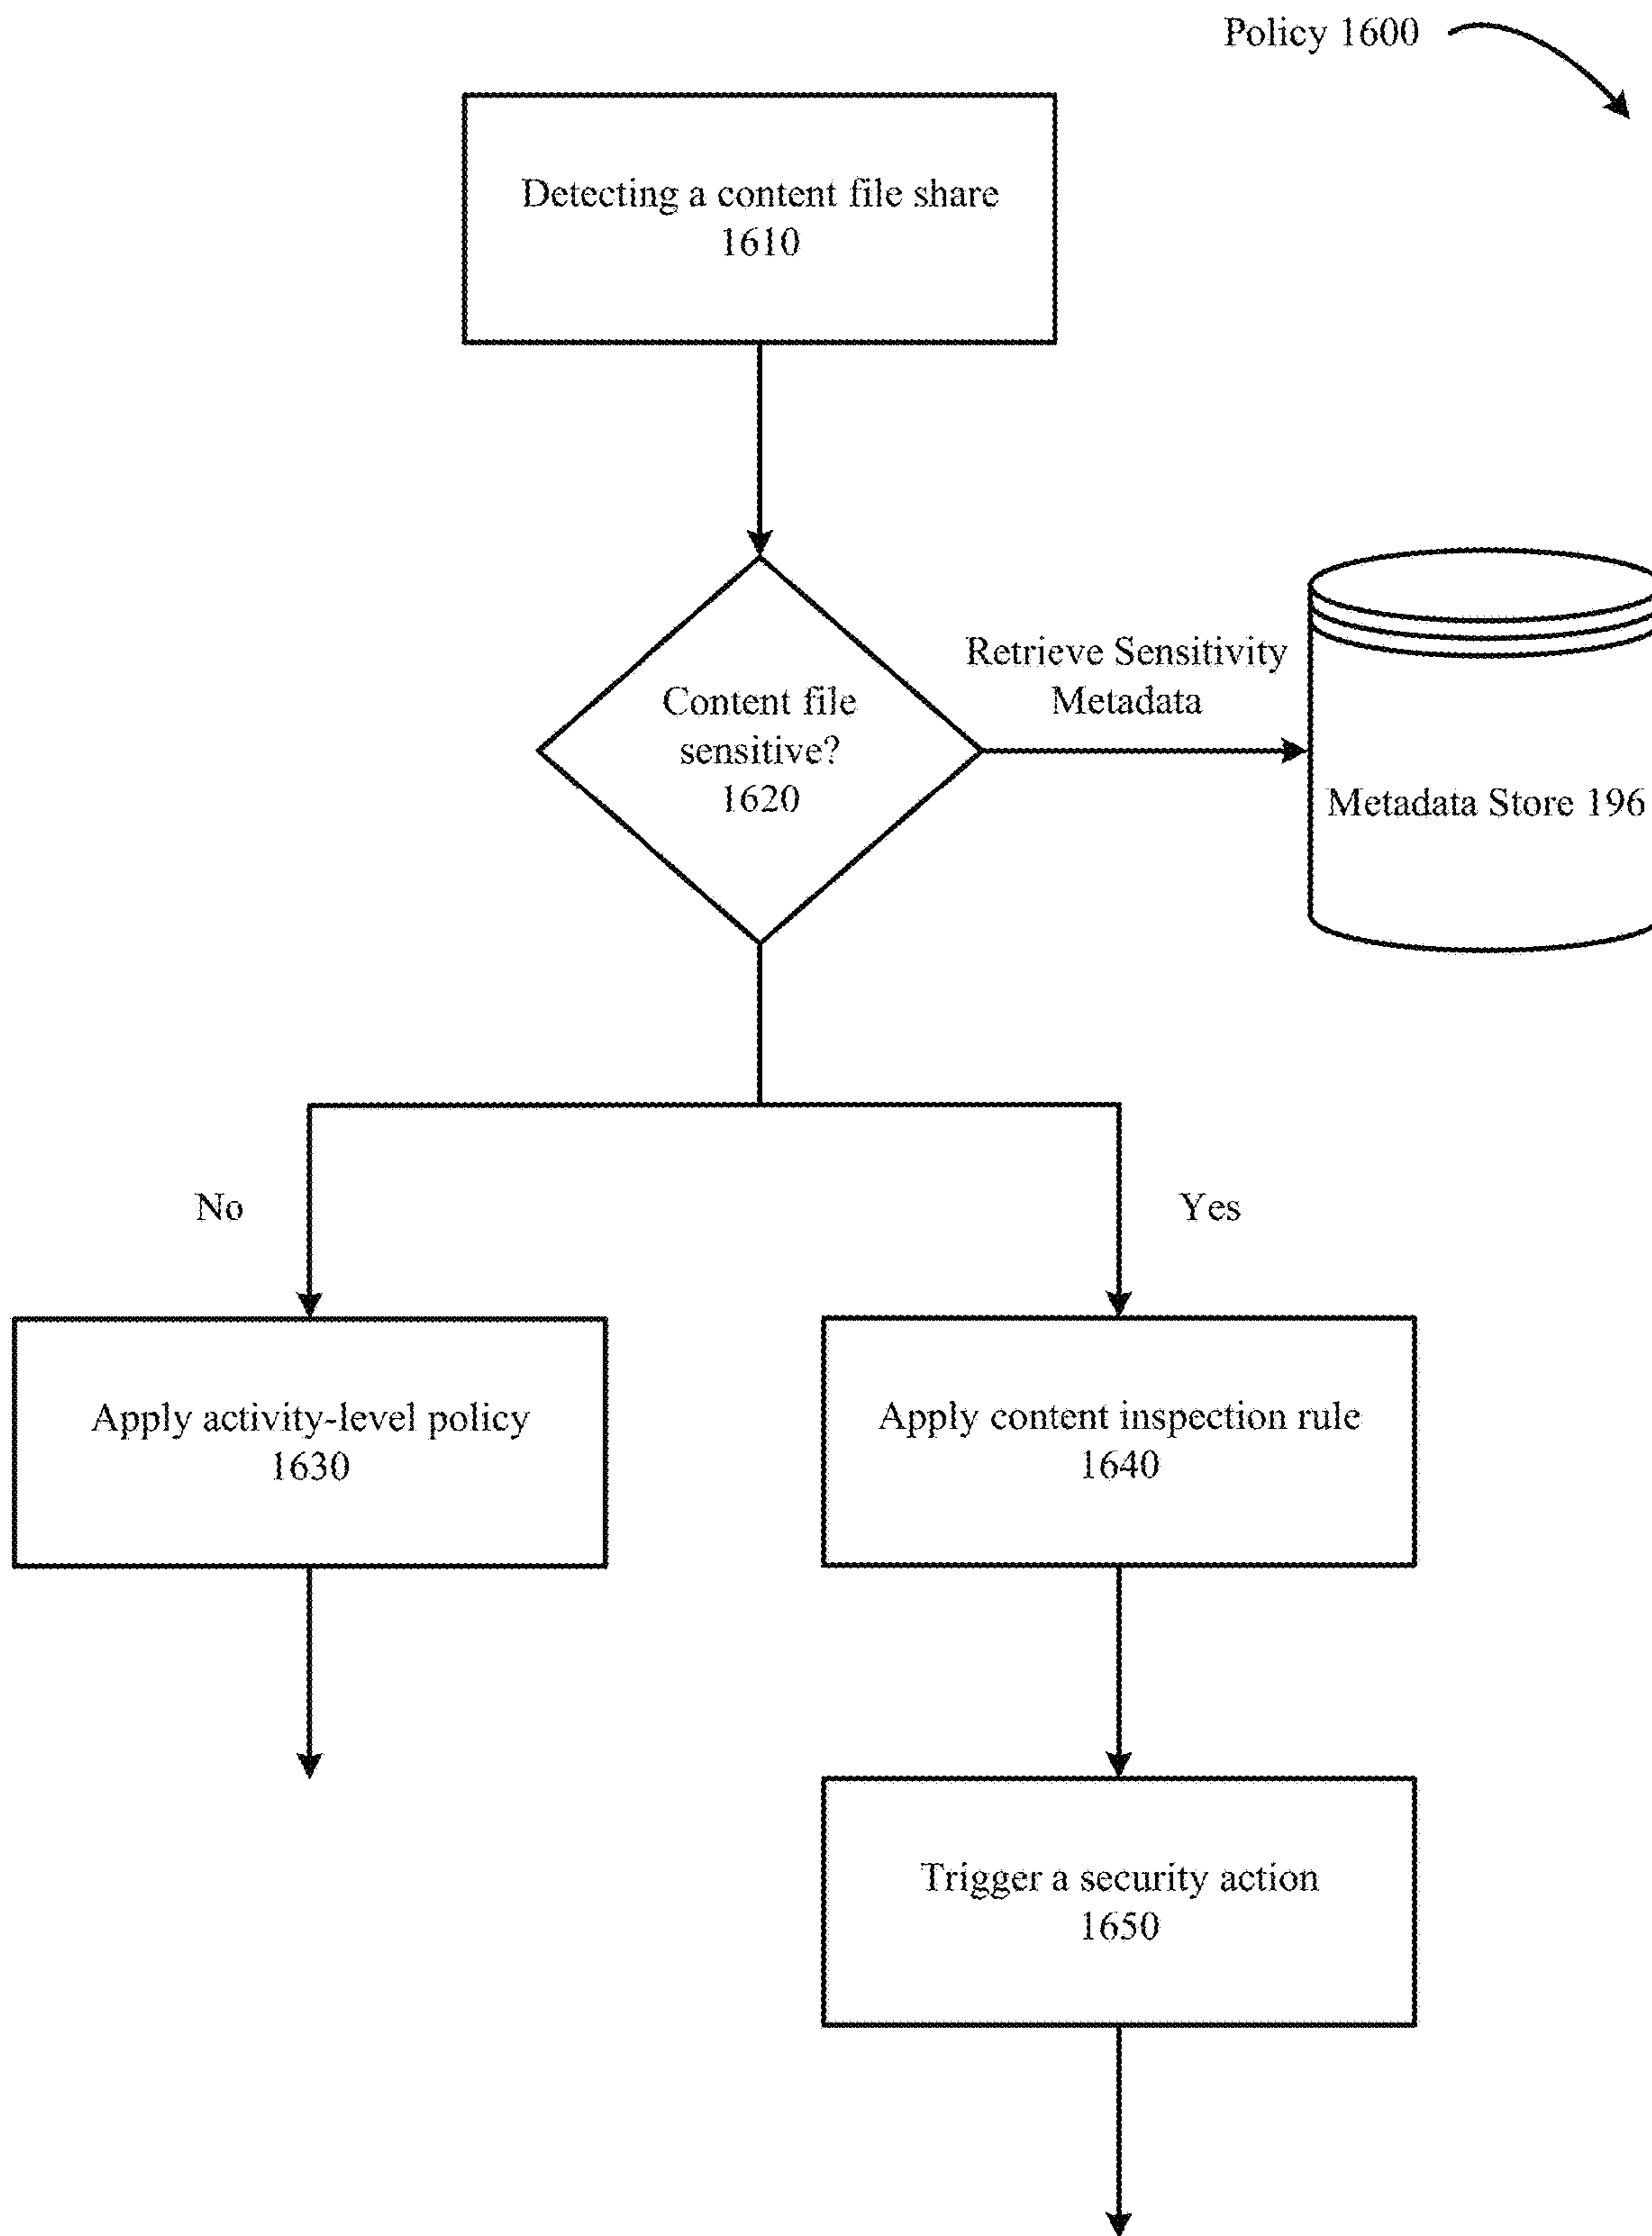 Policy 1600
Detecting a content file share
1610
Retrieve Sensitivity
Metadata
Content file
sensitive?
1620
Metadata Store 196
No
Yes
Apply activity-level policy
1630
Apply content inspection rule
1640
Trigger a security action
1650